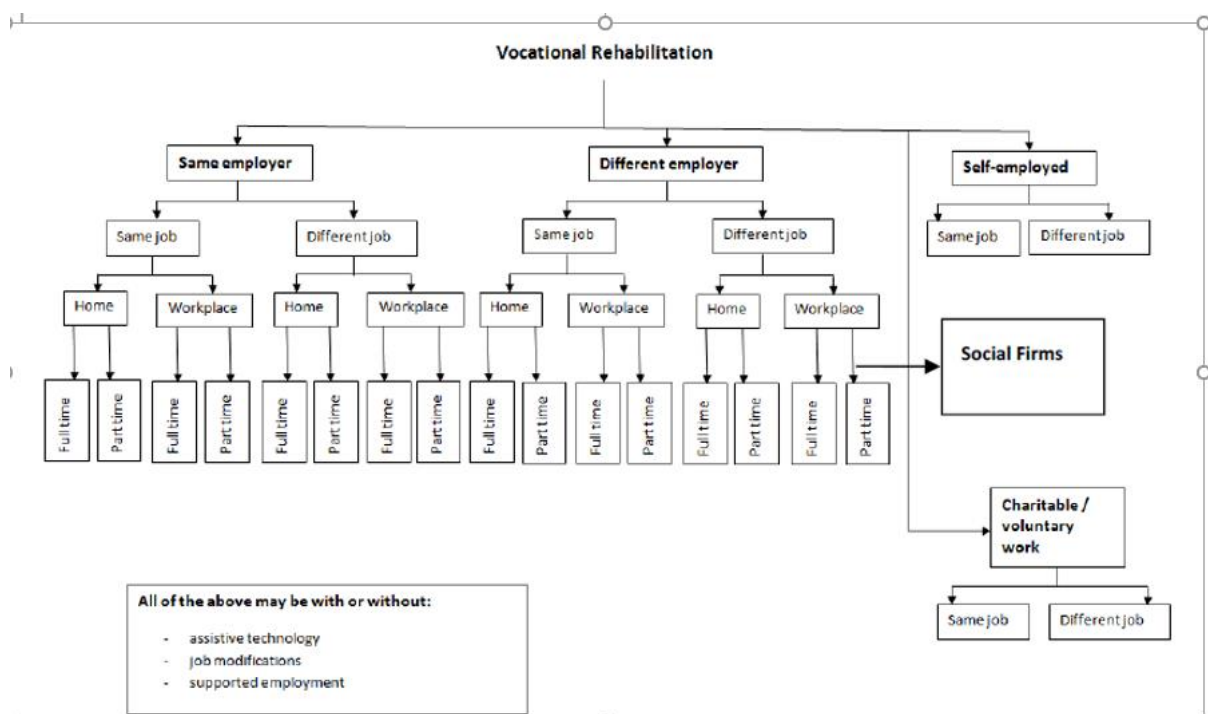 Vocational Rehabilitation
Same employer
Different employer
Self-employed
Same job
Different job
Same job
Different job
Same job
Different job
Home
Workplace
Home
Workplace
Home
Workplace
Home
Workplace
Social Firms
Full time
Part time
Full time
Part time
Full time
Part time
Full time
Part time
Full time
Part time
Full time
Part time
Full time
Part time
Full time
Part time
Charitable /
voluntary
work
Same job
Different job
All of the above may be with or without:
- assistive technology
- job modifications
- supported employment